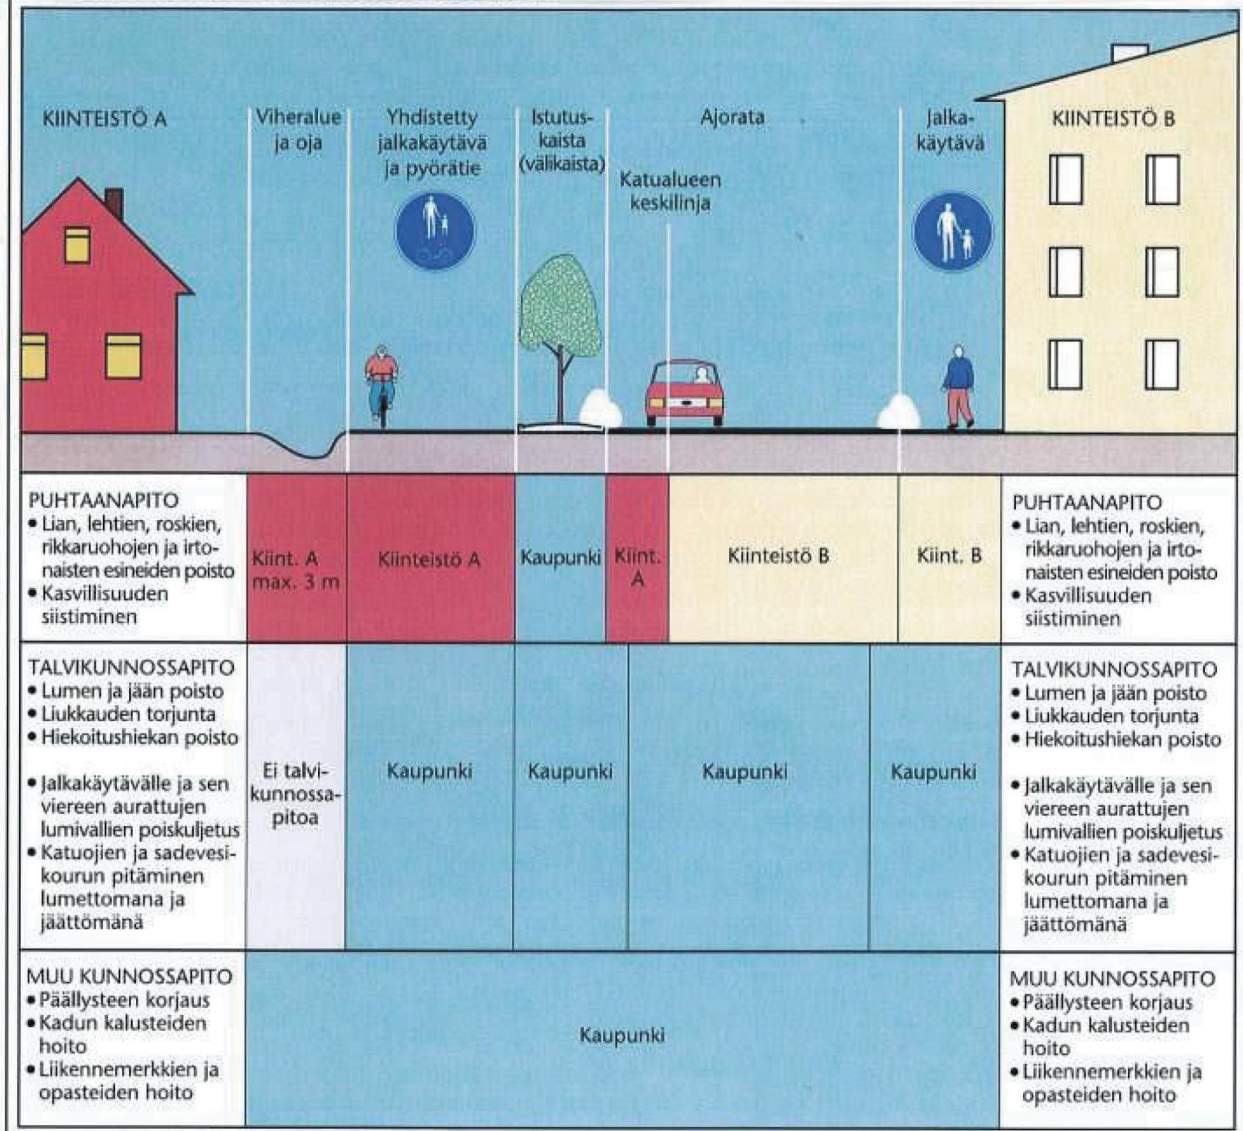 KIINTEISTÖ A
Viheralue
ja oja
Yhdistetty
jalkakäytävä
ja pyörätie
Istutus-
kaista
(välikaista)
Ajorata
Katualueen
keskilinja
Jalka-
käytävä
KIINTEISTÖ B
PUHTAANAPITO
• Lian, lehtien, roskien,
rikkaruohojen ja irto-
naisten esineiden poisto
• Kasvillisuuden
siistiminen
Kiint. A
max. 3 m
Kiinteistö A
Kaupunki
Kiint.
A
Kiinteistö B
Kiint. B
PUHTAANAPITO
• Lian, lehtien, roskien,
rikkaruohojen ja irto-
naisten esineiden poisto
• Kasvillisuuden
siistiminen
TALVIKUNNOSSAPITO
• Lumen ja jään poisto
• Liukkauden torjunta
• Hiekoitushiekan poisto
• Jalkakäytävälle ja sen
viereen aurattujen
lumivallien poiskuljetus
• Katuojien ja sadevesi-
kourun pitäminen
lumettomana ja
jäättömänä
Ei talvi-
kunnossa-
pitoa
Kaupunki
Kaupunki
Kaupunki
Kaupunki
TALVIKUNNOSSAPITO
• Lumen ja jään poisto
• Liukkauden torjunta
• Hiekoitushiekan poisto
• Jalkakäytävälle ja sen
viereen aurattujen
lumivallien poiskuljetus
• Katuojien ja sadevesi-
kourun pitäminen
lumettomana ja
jäättömänä
MUU KUNNOSSAPITO
• Päällysteen korjaus
• Kadun kalusteiden
hoito
• Liikennemerkkien ja
opasteiden hoito
Kaupunki
MUU KUNNOSSAPITO
• Päällysteen korjaus
• Kadun kalusteiden
hoito
• Liikennemerkkien ja
opasteiden hoito